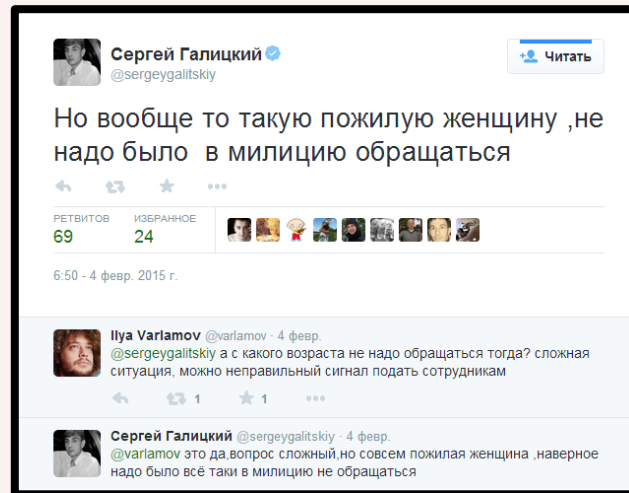 Сергей Галицкий
@sergeygalitskiy
Читать
Но вообще то такую пожилую женщину ,не
надо было в милицию обращаться
РЕТВИТОВ
69
ИЗБРАННОЕ
24
6:50 - 4 февр. 2015 г.
Ilya Varlamov @varlamov · 4 февр.
@sergeygalitskiy а с какого возраста не надо обращаться тогда? сложная
ситуация, можно неправильный сигнал подать сотрудникам
1 1
Сергей Галицкий @sergeygalitskiy · 4 февр.
@varlamov это да,вопрос сложный,но совсем пожилая женщина ,наверное
надо было всё таки в милицию не обращаться